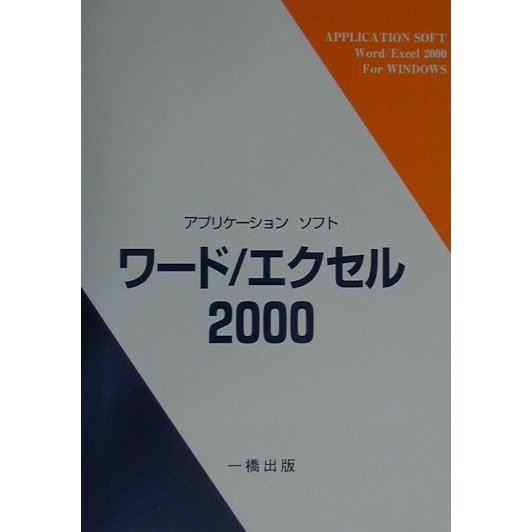 APPLICATION SOFT
Word/Excel 2000
For WINDOWS
アプリケーション ソフト
ワード/エクセル
2000
一橋出版